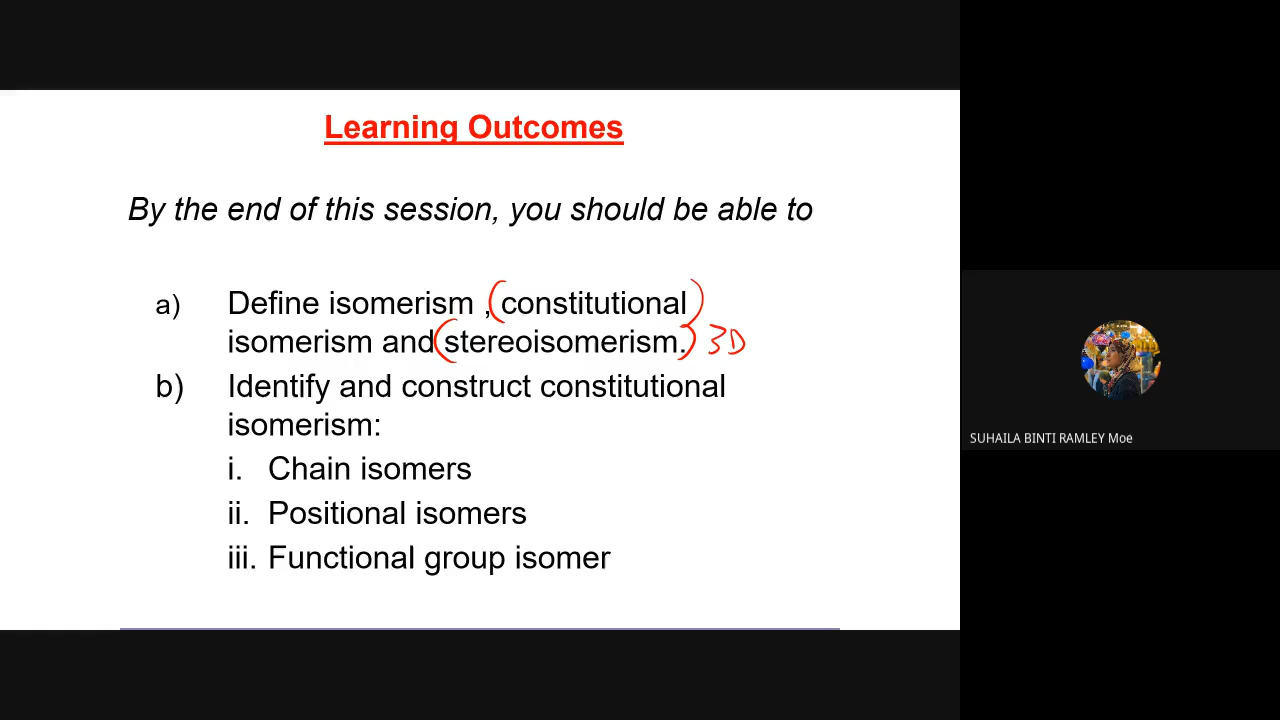 Learning Outcomes
By the end of this session, you should be able to
a) Define isomerism , (constitutional)
isomerism and (stereoisomerism.) 3D
b) Identify and construct constitutional
isomerism:
i. Chain isomers
ii. Positional isomers
iii. Functional group isomer
SUHAILA BINTI RAMLEY Moe